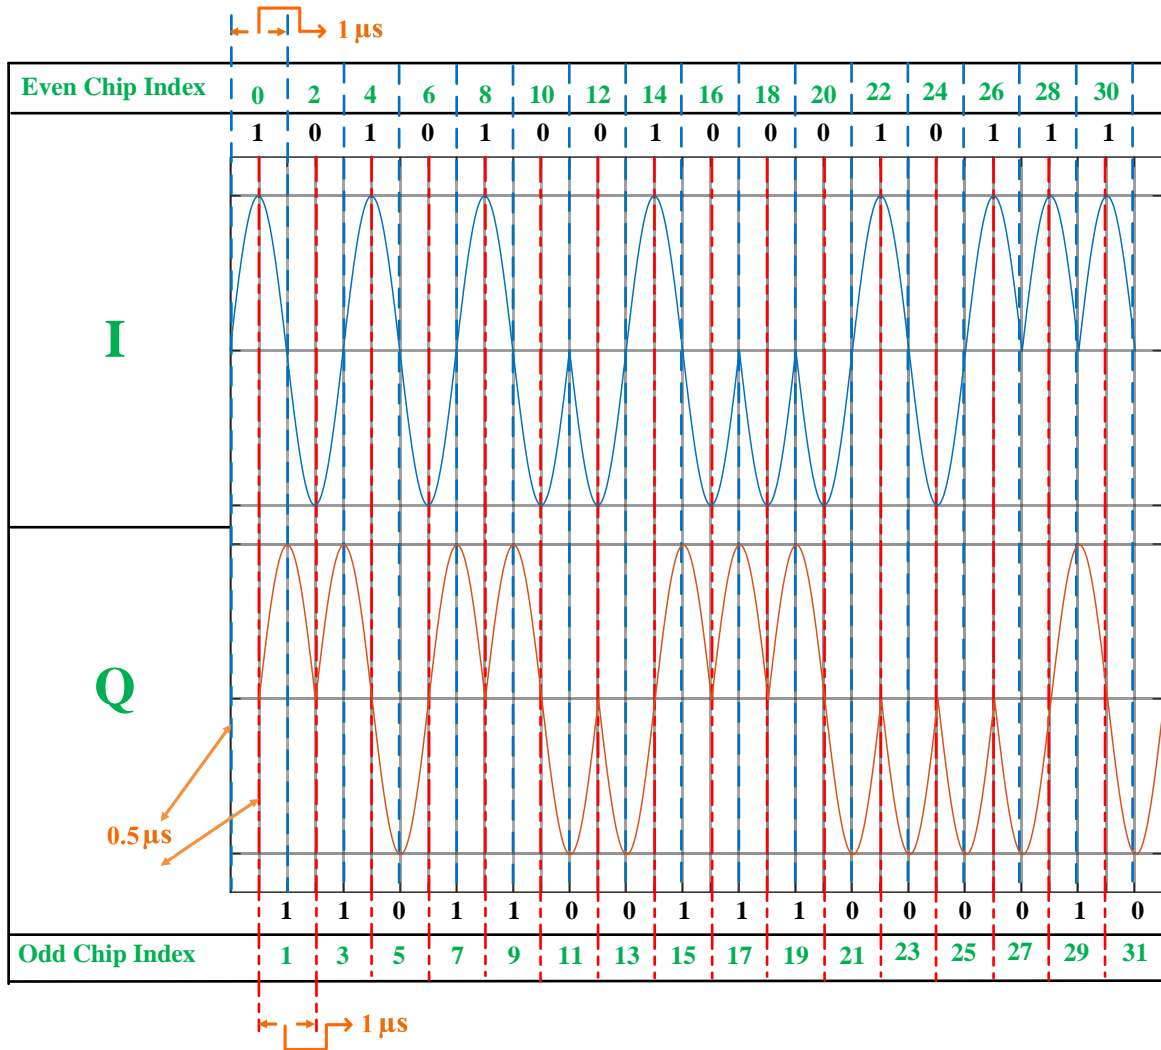 1 µs
Even Chip Index 0 2 4 6 8 10 12 14 16 18 20 22 24 26 28 30
1 0 1 0 1 0 0 1 0 0 0 1 0 1 1 1
I
Q
0.5 µs
1 1 0 1 1 0 0 1 1 1 0 0 0 0 1 0
Odd Chip Index 1 3 5 7 9 11 13 15 17 19 21 23 25 27 29 31
1 µs